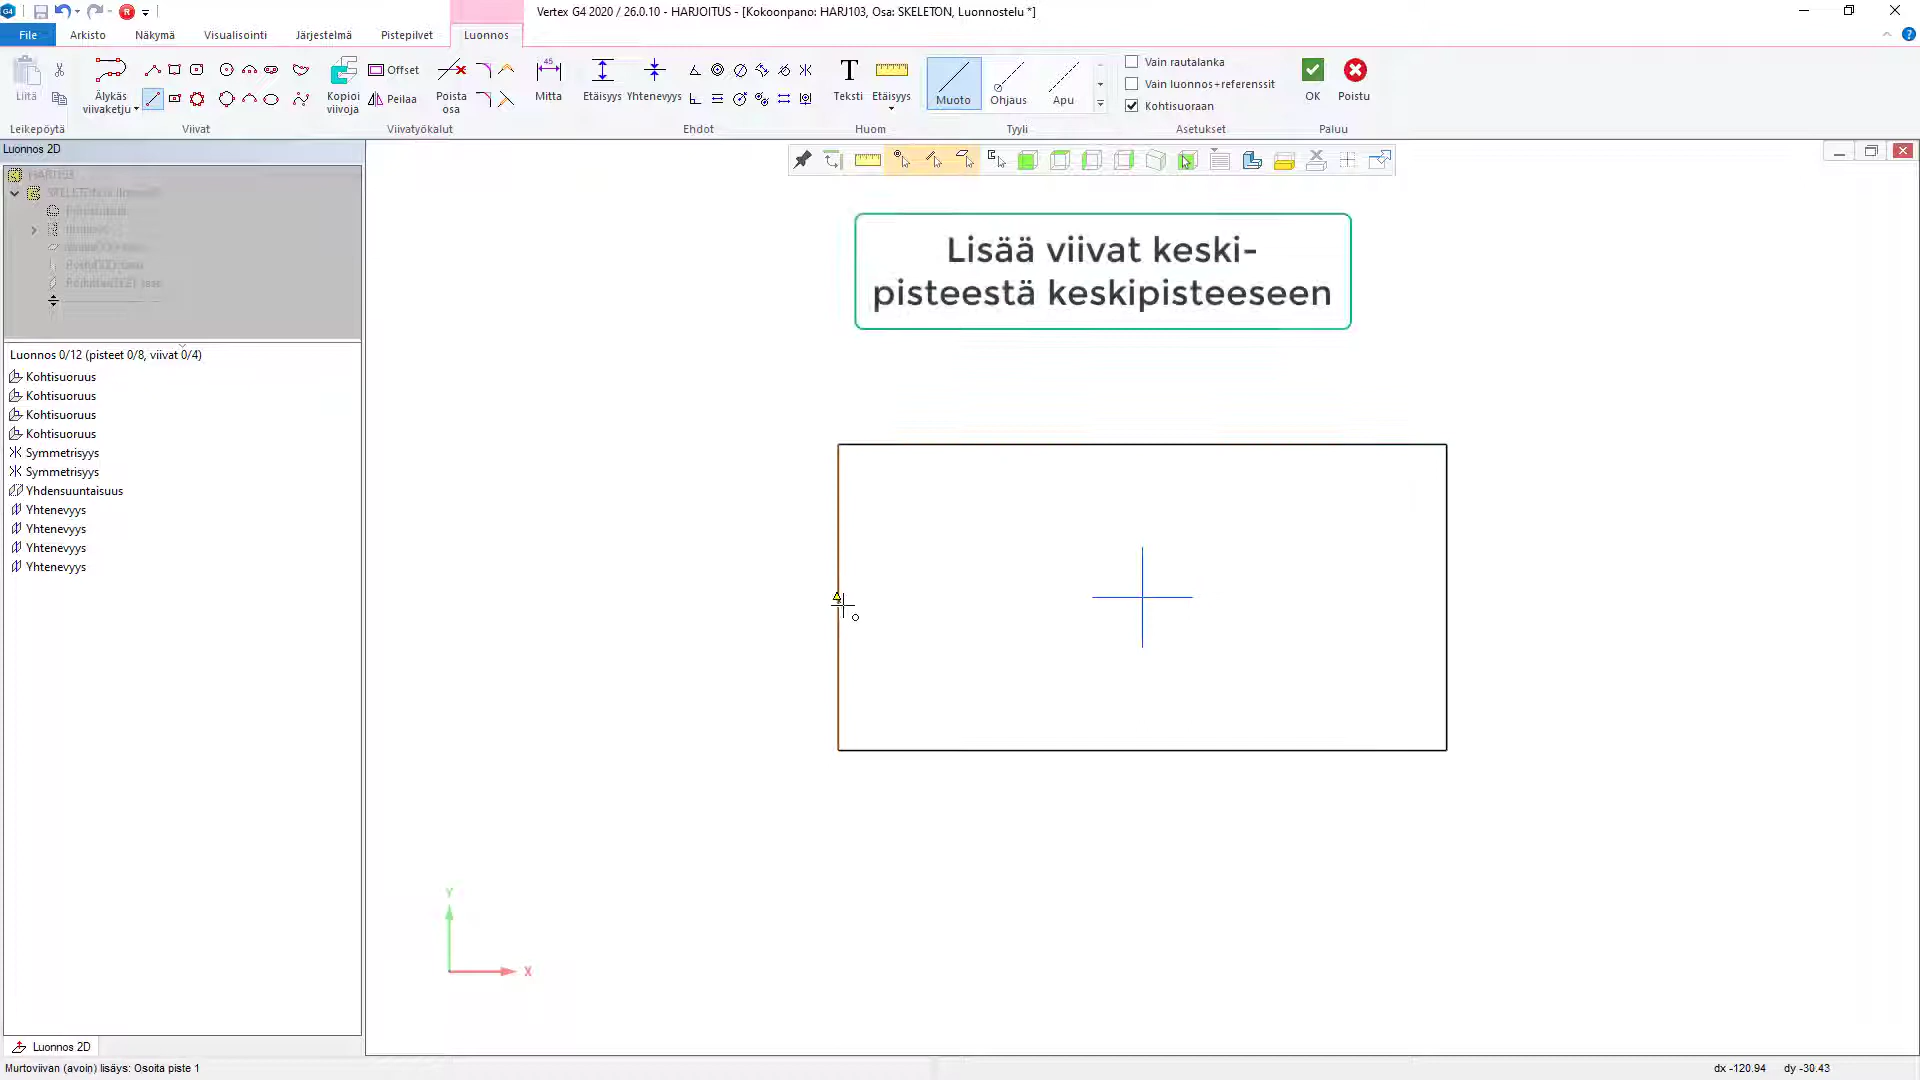 G4
R
Vertex G4 2020 / 26.0.10 - HARJOITUS - [Kokoonpano: HARJ103, Osa: SKELETON, Luonnostelu *]
File
Arkisto
Näkymä
Visualisointi
Järjestelmä
Pistepilvet
Luonnos
Liitä
Älykäs
viivaketju
Kopioi
viivoja
Offset
Peilaa
Poista
osa
45
Mitta
Etäisyys
Yhtenevyys
T
Teksti
Etäisyys
Muoto
Ohjaus
Apu
Vain rautalanka
Vain luonnos+referenssit
Kohtisuoraan
OK
Poistu
Leikepöytä
Viivat
Viivatyökalut
Ehdot
Huom
Tyyli
Asetukset
Paluu
Luonnos 2D
HARJ103
Luonnos 0/12 (pisteet 0/8, viivat 0/4)
Kohtisuoruus
Kohtisuoruus
Kohtisuoruus
Kohtisuoruus
Symmetrisyys
Symmetrisyys
Yhdensuuntaisuus
Yhtenevyys
Yhtenevyys
Yhtenevyys
Yhtenevyys
Lisää viivat keski-
pisteestä keskipisteeseen
Y
X
Luonnos 2D
Murtoviivan (avoin) lisäys: Osoita piste 1
dx -120.94 dy -30.43